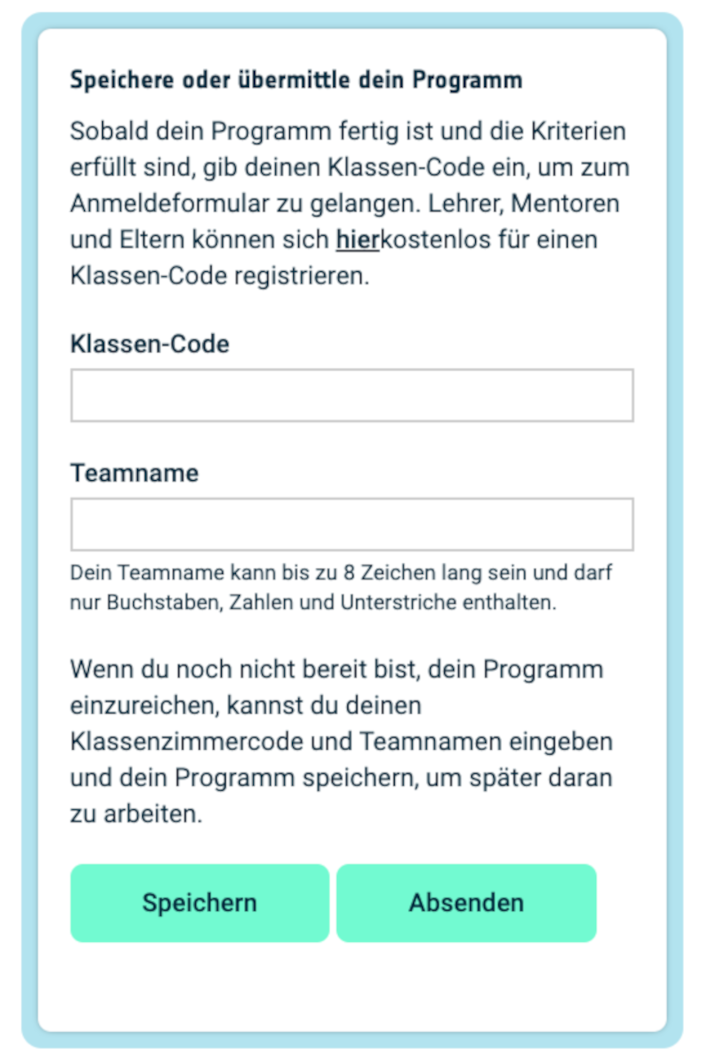 Speichere oder übermittle dein Programm
Sobald dein Programm fertig ist und die Kriterien
erfüllt sind, gib deinen Klassen-Code ein, um zum
Anmeldeformular zu gelangen. Lehrer, Mentoren
und Eltern können sich hierkostenlos für einen
Klassen-Code registrieren.
Klassen-Code
Teamname
Dein Teamname kann bis zu 8 Zeichen lang sein und darf
nur Buchstaben, Zahlen und Unterstriche enthalten.
Wenn du noch nicht bereit bist, dein Programm
einzureichen, kannst du deinen
Klassenzimmercode und Teamnamen eingeben
und dein Programm speichern, um später daran
zu arbeiten.
Speichern Absenden